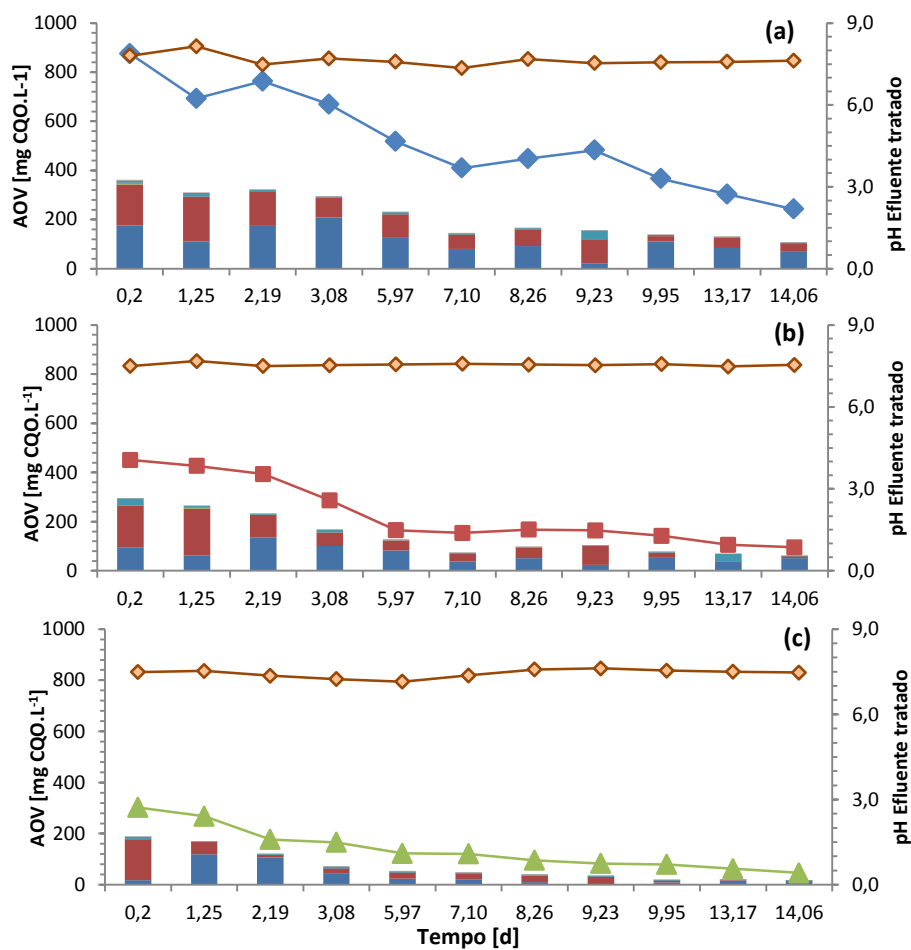 (a)
AOV [mg CQO.L-1)
1000
800
600
400
200
0
9,0
6,0
3,0
0,0
pH Efluente tratado
0,2 1,25 2,19 3,08 5,97 7,10 8,26 9,23 9,95 13,17 14,06
(b)
AOV [mg CQO.L⁻¹)
1000
800
600
400
200
0
9,0
6,0
3,0
0,0
pH Efluente tratado
0,2 1,25 2,19 3,08 5,97 7,10 8,26 9,23 9,95 13,17 14,06
(c)
AOV [mg CQO.L⁻¹)
1000
800
600
400
200
0
9,0
6,0
3,0
0,0
pH Efluente tratado
0,2 1,25 2,19 3,08 5,97 7,10 8,26 9,23 9,95 13,17 14,06
Tempo [d]